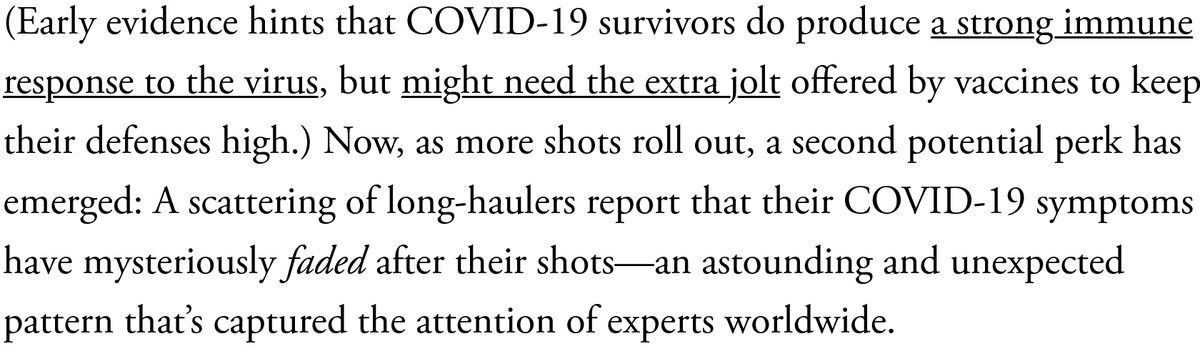 (Early evidence hints that COVID-19 survivors do produce a strong immune
response to the virus, but might need the extra jolt offered by vaccines to keep
their defenses high.) Now, as more shots roll out, a second potential perk has
emerged: A scattering of long-haulers report that their COVID-19 symptoms
have mysteriously faded after their shots—an astounding and unexpected
pattern that’s captured the attention of experts worldwide.